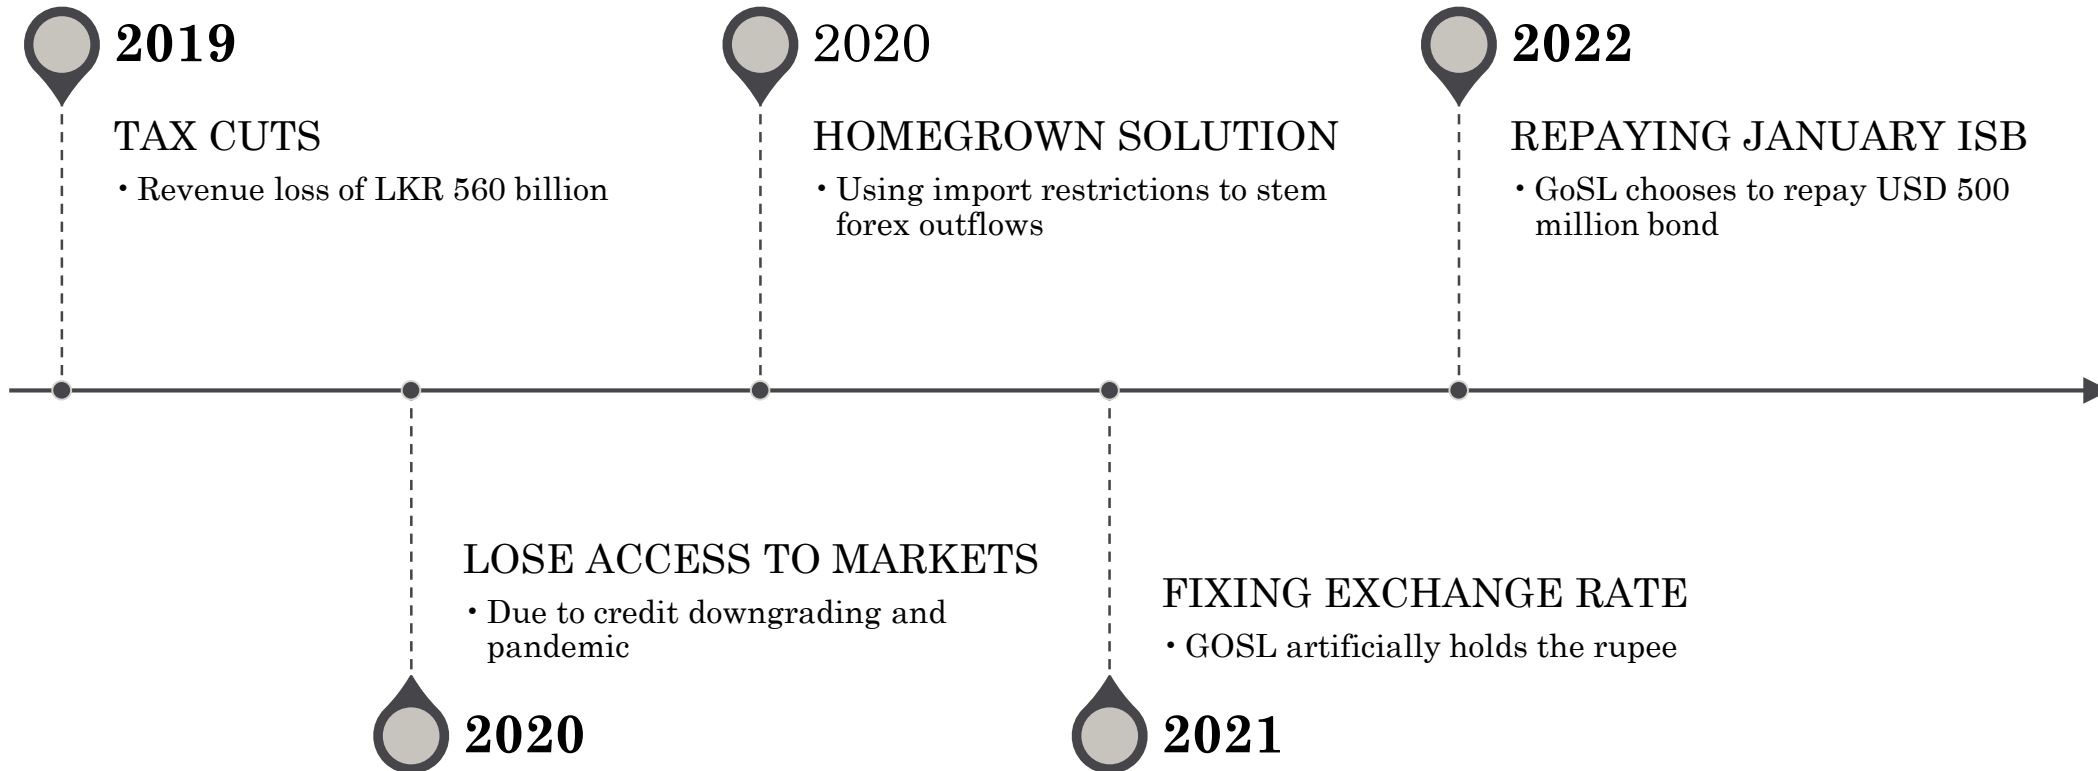 2019
TAX CUTS
• Revenue loss of LKR 560 billion
2020
LOSE ACCESS TO MARKETS
• Due to credit downgrading and
pandemic
2020
HOMEGROWN SOLUTION
• Using import restrictions to stem
forex outflows
2021
FIXING EXCHANGE RATE
• GOSL artificially holds the rupee
2022
REPAYING JANUARY ISB
• GoSL chooses to repay USD 500
million bond